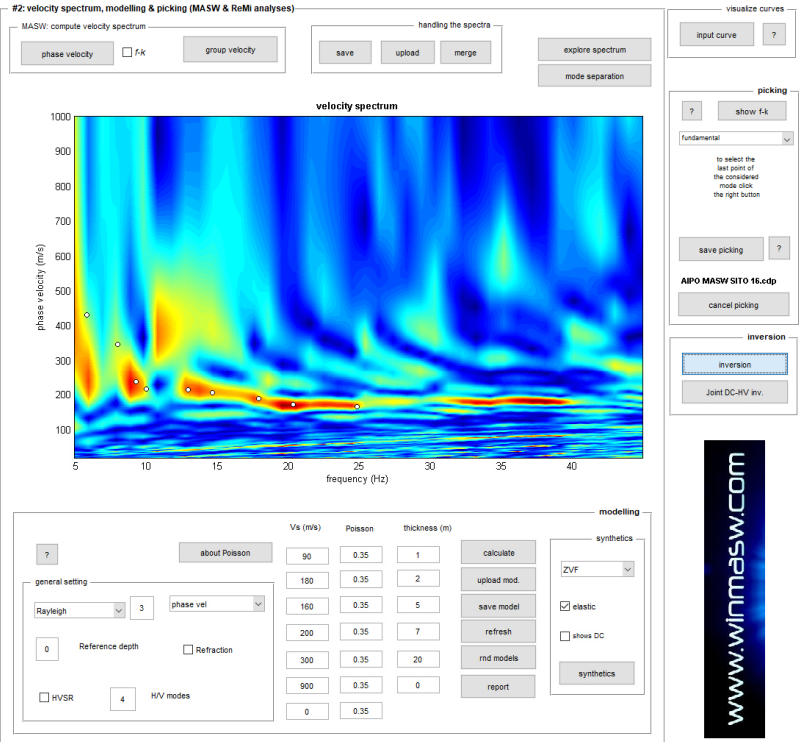 #2: velocity spectrum, modelling & picking (MASW & ReMi analyses)
MASW: compute velocity spectrum
phase velocity
f-k
group velocity
handling the spectra
save
upload
merge
explore spectrum
mode separation
visualize curves
input curve
?
picking
?
show f-k
fundamental
to select the
last point of
the considered
mode click
the right button
save picking
?
AIPO MASW SITO 16.cdp
cancel picking
inversion
inversion
Joint DC-HV inv.
velocity spectrum
phase velocity (m/s)
1000
900
800
700
600
500
400
300
200
100
5 10 15 20 25 30 35 40
frequency (Hz)
modelling
?
about Poisson
general setting
Rayleigh
3
phase vel
0
Reference depth
Refraction
HVSR
4
H/V modes
Vs (m/s) Poisson thickness (m)
90 0.35 1
180 0.35 2
160 0.35 5
200 0.35 7
300 0.35 20
900 0.35 0
0 0.35
calculate
upload mod.
save model
refresh
rnd models
report
synthetics
ZVF
elastic
shows DC
synthetics
www.winmasw.com